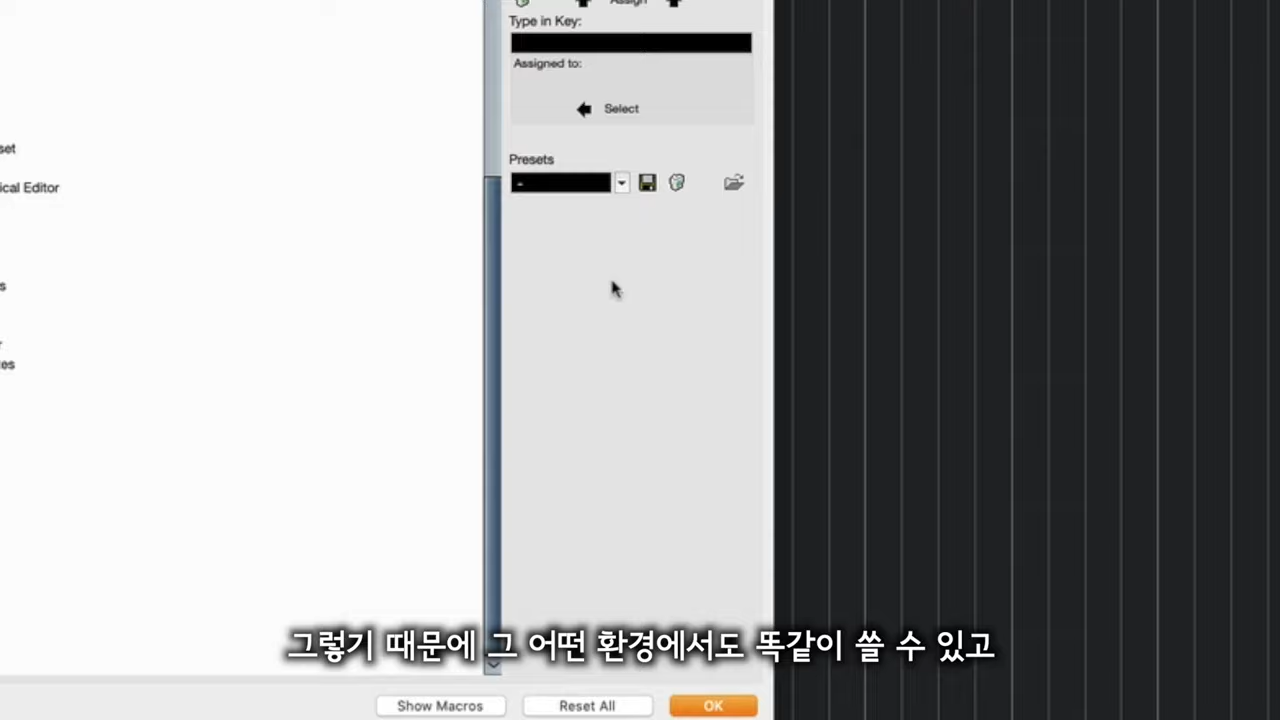 Assign
Type in Key:
Assigned to:
Select
set
Presets
-
ical Editor
s
r
es
그렇기 때문에 그 어떤 환경에서도 똑같이 쓸 수 있고
Show Macros
Reset All
OK